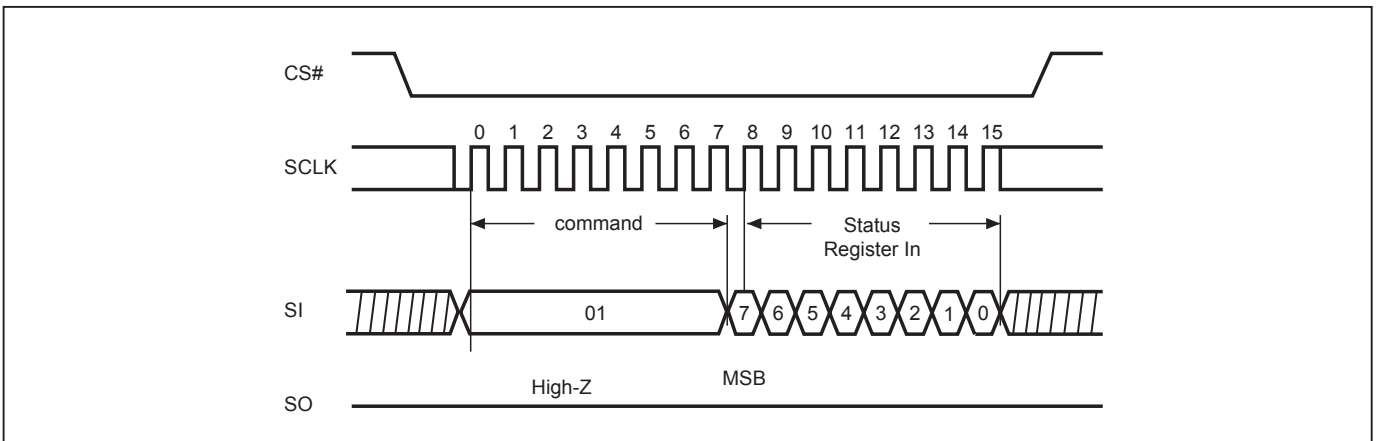 CS#
0 1 2 3 4 5 6 7 8 9 10 11 12 13 14 15
SCLK
command
Status
Register In
SI
01
7 6 5 4 3 2 1 0
High-Z
MSB
SO